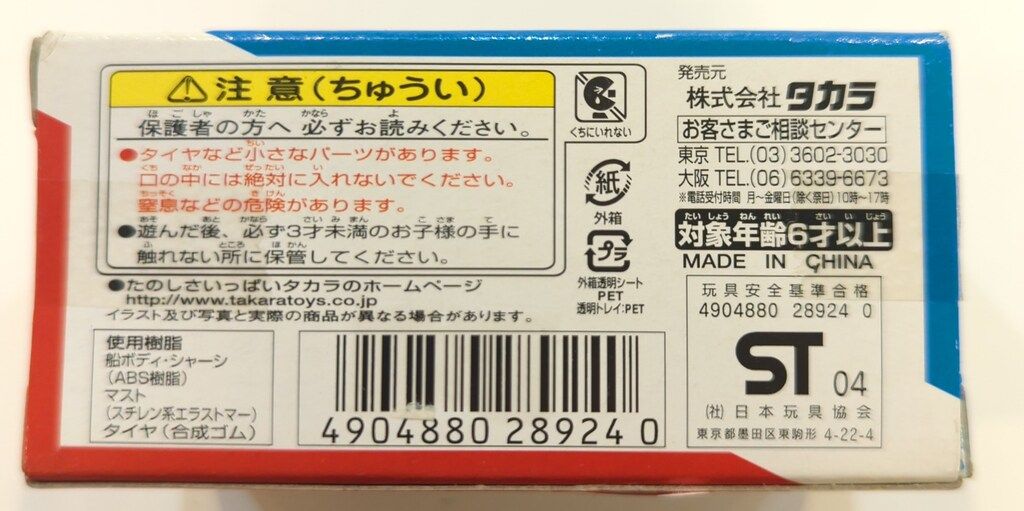 ⚠注意(ちゅうい)
保護者の方へ 必ずお読みください。
●タイヤなど小さなパーツがあります。
口の中には絶対に入れないでください。
窒息などの危険があります。
●遊んだ後、必ず3才未満のお子様の手に
触れない所に保管してください。
●たのしさいっぱいタカラのホームページ
http://www.takaratoys.co.jp
イラスト及び写真と実際の商品が異なる場合があります。
使用樹脂
船ボディ・シャーシ
(ABS樹脂)
マスト
(スチレン系エラストマー)
タイヤ(合成ゴム)
4904880 289240
くちにいれない
紙
外箱
プラ
外箱透明シート
PET
透明トレイ:PET
発売元
株式会社 タカラ
お客さまご相談センター
東京 TEL.(03)3602-3030
大阪 TEL.(06)6339-6673
※電話受付時間 月~金曜日(除く祭日)10時~17時
対象年齢6才以上
MADE IN CHINA
玩具安全基準合格
4904880 28924 0
ST 04
(社)日本玩具協会
東京都墨田区東駒形 4-22-4